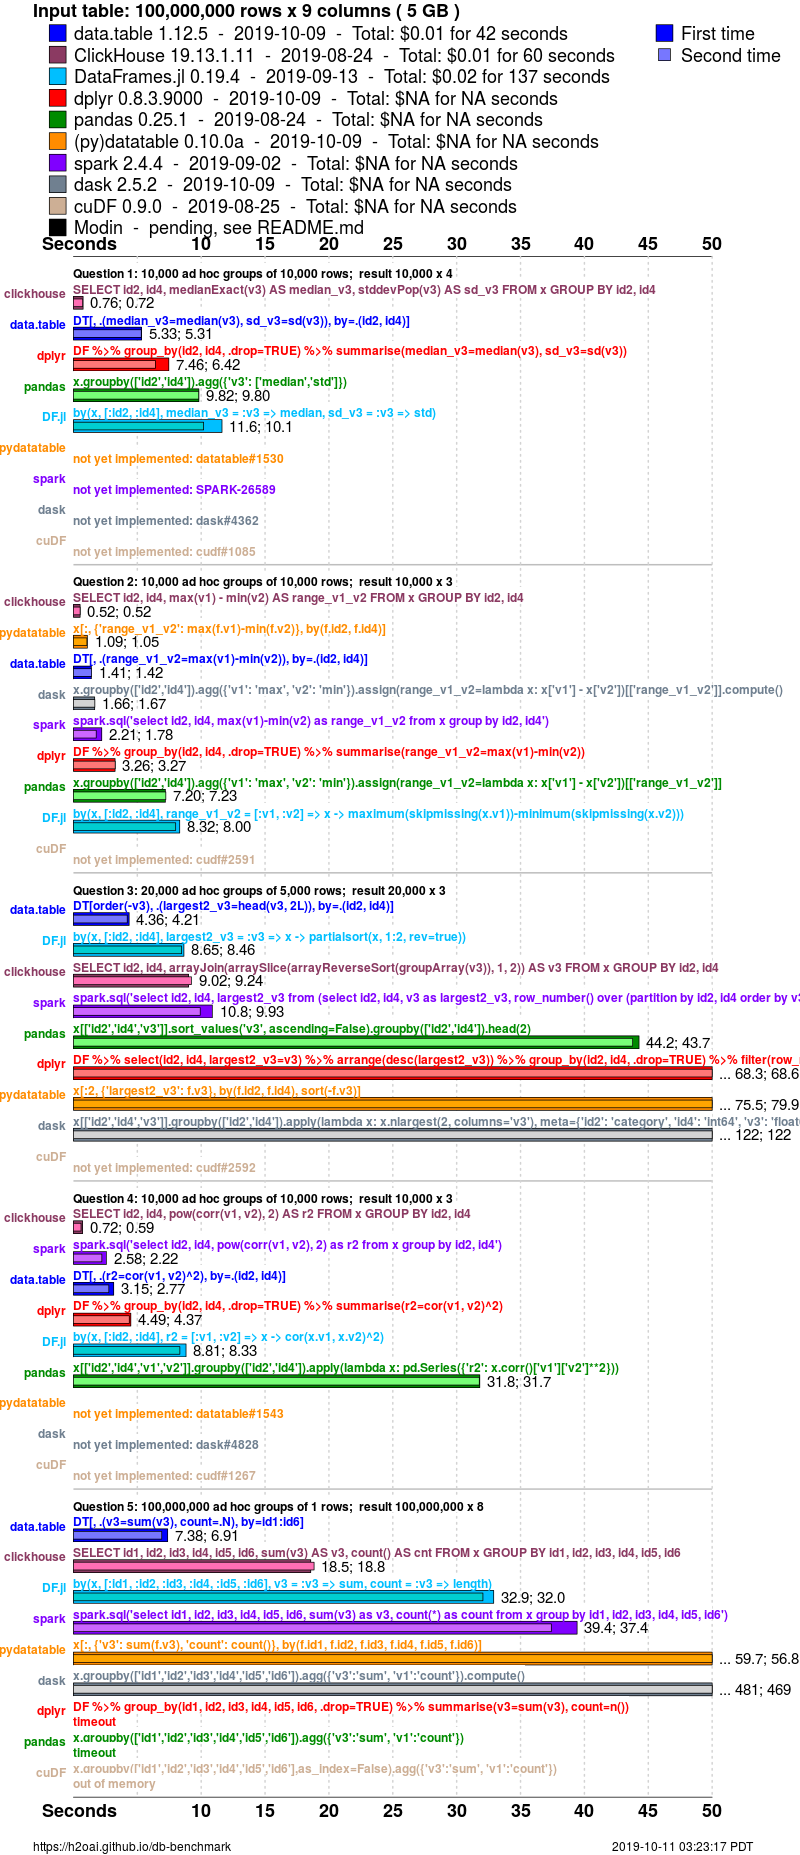 Input table: 100,000,000 rows x 9 columns ( 5 GB )
data.table 1.12.5 - 2019-10-09 - Total: $0.01 for 42 seconds
First time
ClickHouse 19.13.1.11 - 2019-08-24 - Total: $0.01 for 60 seconds
Second time
DataFrames.jl 0.19.4 - 2019-09-13 - Total: $0.02 for 137 seconds
dplyr 0.8.3.9000 - 2019-10-09 - Total: $NA for NA seconds
pandas 0.25.1 - 2019-08-24 - Total: $NA for NA seconds
(py)datatable 0.10.0a - 2019-10-09 - Total: $NA for NA seconds
spark 2.4.4 - 2019-09-02 - Total: $NA for NA seconds
dask 2.5.2 - 2019-10-09 - Total: $NA for NA seconds
cuDF 0.9.0 - 2019-08-25 - Total: $NA for NA seconds
Modin - pending, see README.md
Seconds 10 15 20 25 30 35 40 45 50
Question 1: 10,000 ad hoc groups of 10,000 rows; result 10,000 x 4
clickhouse SELECT id2, id4, medianExact(v3) AS median_v3, stddevPop(v3) AS sd_v3 FROM x GROUP BY id2, id4
0.76; 0.72
data.table DT[, .(median_v3=median(v3), sd_v3=sd(v3)), by=.(id2, id4)]
5.33; 5.31
dplyr DF %>% group_by(id2, id4, .drop=TRUE) %>% summarise(median_v3=median(v3), sd_v3=sd(v3))
7.46; 6.42
pandas x.groupby(['id2','id4']).agg({'v3': ['median','std']})
9.82; 9.80
DF.jl by(x, [:id2, :id4], median_v3 = :v3 => median, sd_v3 = :v3 => std)
11.6; 10.1
pydatatable
not yet implemented: datatable#1530
spark
not yet implemented: SPARK-26589
dask
not yet implemented: dask#4362
cuDF
not yet implemented: cudf#1085
Question 2: 10,000 ad hoc groups of 10,000 rows; result 10,000 x 3
clickhouse SELECT id2, id4, max(v1) - min(v2) AS range_v1_v2 FROM x GROUP BY id2, id4
0.52; 0.52
pydatatable x[:, {'range_v1_v2': max(f.v1)-min(f.v2)}, by(f.id2, f.id4)]
1.09; 1.05
data.table DT[, .(range_v1_v2=max(v1)-min(v2)), by=.(id2, id4)]
1.41; 1.42
dask x.groupby(['id2','id4']).agg({'v1': 'max', 'v2': 'min'}).assign(range_v1_v2=lambda x: x['v1'] - x['v2'])[['range_v1_v2']].compute()
1.66; 1.67
spark spark.sql('select id2, id4, max(v1)-min(v2) as range_v1_v2 from x group by id2, id4')
2.21; 1.78
dplyr DF %>% group_by(id2, id4, .drop=TRUE) %>% summarise(range_v1_v2=max(v1)-min(v2))
3.26; 3.27
pandas x.groupby(['id2','id4']).agg({'v1': 'max', 'v2': 'min'}).assign(range_v1_v2=lambda x: x['v1'] - x['v2'])[['range_v1_v2']]
7.20; 7.23
DF.jl by(x, [:id2, :id4], range_v1_v2 = [:v1, :v2] => x -> maximum(skipmissing(x.v1))-minimum(skipmissing(x.v2)))
8.32; 8.00
cuDF
not yet implemented: cudf#2591
Question 3: 20,000 ad hoc groups of 5,000 rows; result 20,000 x 3
data.table DT[order(-v3), .(largest2_v3=head(v3, 2L)), by=.(id2, id4)]
4.36; 4.21
DF.jl by(x, [:id2, :id4], largest2_v3 = :v3 => x -> partialsort(x, 1:2, rev=true))
8.65; 8.46
clickhouse SELECT id2, id4, arrayJoin(arraySlice(arrayReverseSort(groupArray(v3)), 1, 2)) AS v3 FROM x GROUP BY id2, id4
9.02; 9.24
spark spark.sql('select id2, id4, largest2_v3 from (select id2, id4, v3 as largest2_v3, row_number() over (partition by id2, id4 order by v3
10.8; 9.93
pandas x[['id2','id4','v3']].sort_values('v3', ascending=False).groupby(['id2','id4']).head(2)
44.2; 43.7
dplyr DF %>% select(id2, id4, largest2_v3=v3) %>% arrange(desc(largest2_v3)) %>% group_by(id2, id4, .drop=TRUE) %>% filter(row_
... 68.3; 68.6
pydatatable x[:2, {'largest2_v3': f.v3}, by(f.id2, f.id4), sort(-f.v3)]
... 75.5; 79.9
dask x[['id2','id4','v3']].groupby(['id2','id4']).apply(lambda x: x.nlargest(2, columns='v3'), meta={'id2': 'category', 'id4': 'int64', 'v3': 'float
... 122; 122
cuDF
not yet implemented: cudf#2592
Question 4: 10,000 ad hoc groups of 10,000 rows; result 10,000 x 3
clickhouse SELECT id2, id4, pow(corr(v1, v2), 2) AS r2 FROM x GROUP BY id2, id4
0.72; 0.59
spark spark.sql('select id2, id4, pow(corr(v1, v2), 2) as r2 from x group by id2, id4')
2.58; 2.22
data.table DT[, .(r2=cor(v1, v2)^2), by=.(id2, id4)]
3.15; 2.77
dplyr DF %>% group_by(id2, id4, .drop=TRUE) %>% summarise(r2=cor(v1, v2)^2)
4.49; 4.37
DF.jl by(x, [:id2, :id4], r2 = [:v1, :v2] => x -> cor(x.v1, x.v2)^2)
8.81; 8.33
pandas x[['id2','id4','v1','v2']].groupby(['id2','id4']).apply(lambda x: pd.Series({'r2': x.corr()['v1']['v2']**2}))
31.8; 31.7
pydatatable
not yet implemented: datatable#1543
dask
not yet implemented: dask#4828
cuDF
not yet implemented: cudf#1267
Question 5: 100,000,000 ad hoc groups of 1 rows; result 100,000,000 x 8
data.table DT[, .(v3=sum(v3), count=.N), by=id1:id6]
7.38; 6.91
clickhouse SELECT id1, id2, id3, id4, id5, id6, sum(v3) AS v3, count() AS cnt FROM x GROUP BY id1, id2, id3, id4, id5, id6
18.5; 18.8
DF.jl by(x, [:id1, :id2, :id3, :id4, :id5, :id6], v3 = :v3 => sum, count = :v3 => length)
32.9; 32.0
spark spark.sql('select id1, id2, id3, id4, id5, id6, sum(v3) as v3, count(*) as count from x group by id1, id2, id3, id4, id5, id6')
39.4; 37.4
pydatatable x[:, {'v3': sum(f.v3), 'count': count()}, by(f.id1, f.id2, f.id3, f.id4, f.id5, f.id6)]
... 59.7; 56.8
dask x.groupby(['id1','id2','id3','id4','id5','id6']).agg({'v3':'sum', 'v1':'count'}).compute()
... 481; 469
dplyr DF %>% group_by(id1, id2, id3, id4, id5, id6, .drop=TRUE) %>% summarise(v3=sum(v3), count=n())
timeout
pandas x.groupby(['id1','id2','id3','id4','id5','id6']).agg({'v3':'sum', 'v1':'count'})
timeout
cuDF x.groupby(['id1','id2','id3','id4','id5','id6'],as_index=False).agg({'v3':'sum', 'v1':'count'})
out of memory
Seconds 10 15 20 25 30 35 40 45 50
https://h2oai.github.io/db-benchmark
2019-10-11 03:23:17 PDT